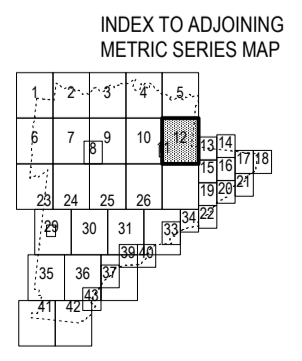 INDEX TO ADJOINING
METRIC SERIES MAP
1 2 3 4 5
6 7 8 9 10 11 12
13 14
15 16 17 18
19 20 21
22
23 24 25 26
29 30 31 33 34
35 36 37 39 40
41 42 43